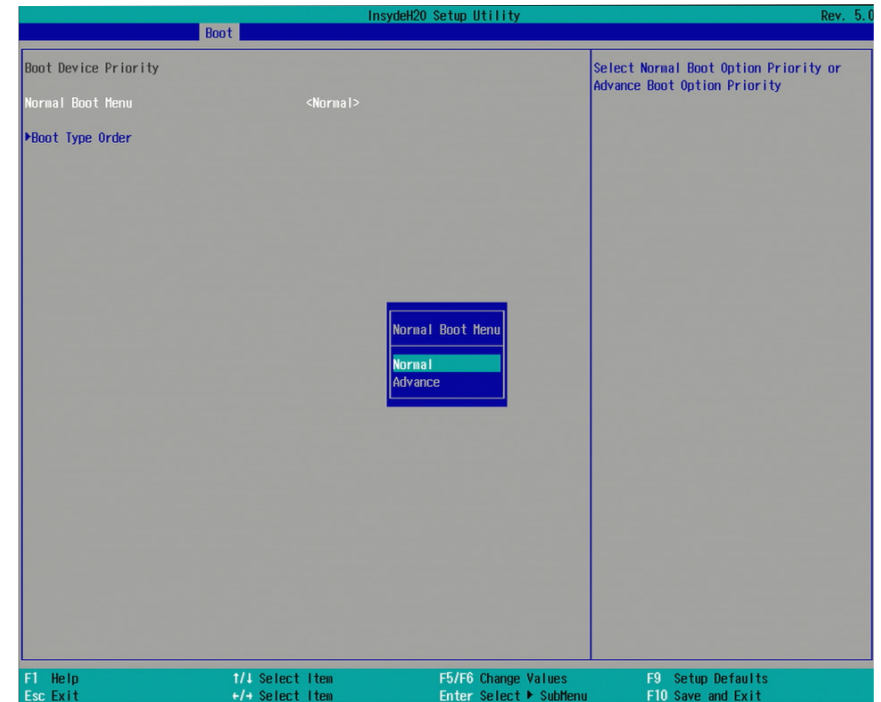 InsydeH2O Setup Utility Rev. 5.0
Boot
Boot Device Priority
Normal Boot Menu <Normal>
▶Boot Type Order
Select Normal Boot Option Priority or
Advance Boot Option Priority
Normal Boot Menu
Normal
Advance
F1 Help ↑/↓ Select Item F5/F6 Change Values F9 Setup Defaults
Esc Exit ←/→ Select Item Enter Select ▶ SubMenu F10 Save and Exit